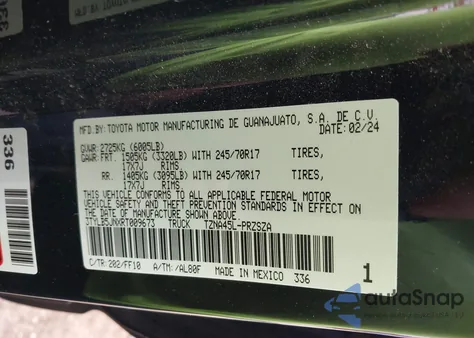 336
MFD.BY: TOYOTA MOTOR MANUFACTURING DE GUANAJUATO, S.A. DE C.V.
DATE: 02/24
GVWR: 2725KG (6005LB)
GAWR: FRT. 1505KG (3320LB) WITH 245/70R17 TIRES,
17X7J RIMS
RR. 1405KG (3095LB) WITH 245/70R17 TIRES,
17X7J RIMS
THIS VEHICLE CONFORMS TO ALL APPLICABLE FEDERAL MOTOR
VEHICLE SAFETY AND THEFT PREVENTION STANDARDS IN EFFECT
ON THE DATE OF MANUFACTURE SHOWN ABOVE.
3TYLB5JNXRT009673 TRUCK TZNA45L-PRZSZA
C/TR:202/FF10 A/TM:/AL80F MADE IN MEXICO 336
1
autaSnap